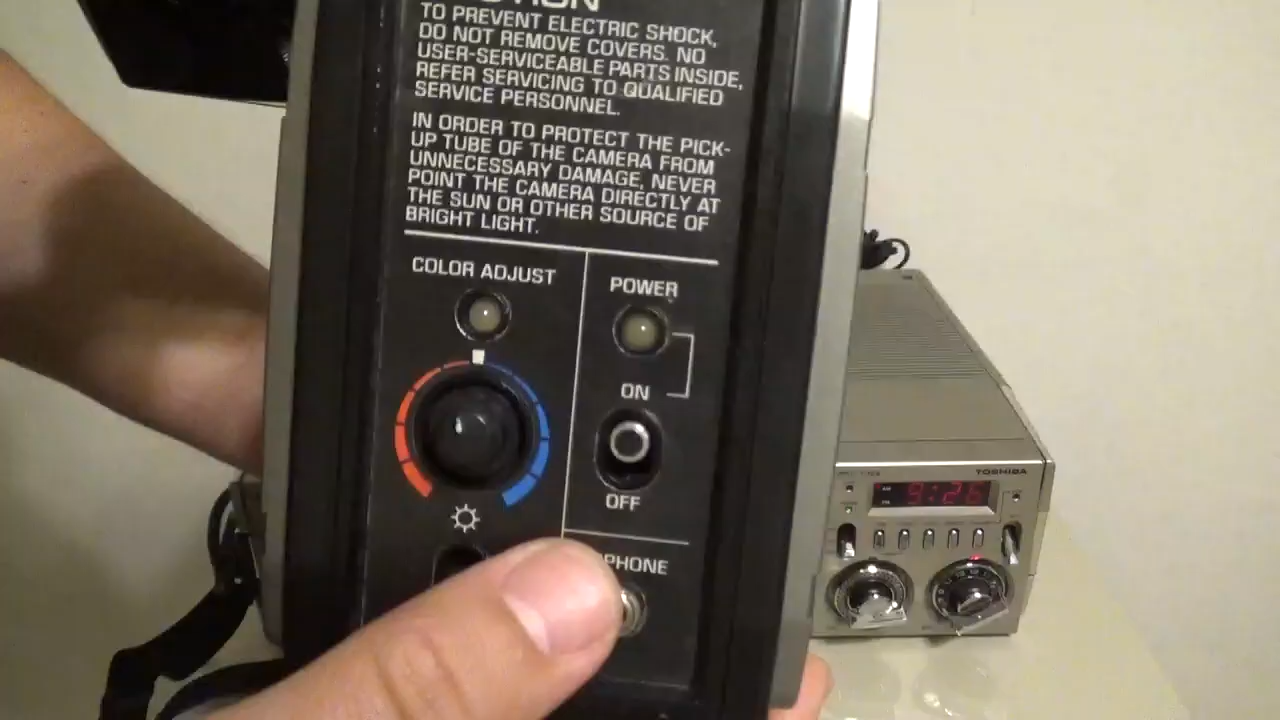 TO PREVENT ELECTRIC SHOCK,
DO NOT REMOVE COVERS. NO
USER-SERVICEABLE PARTS INSIDE,
REFER SERVICING TO QUALIFIED
SERVICE PERSONNEL.
IN ORDER TO PROTECT THE PICK-
UP TUBE OF THE CAMERA FROM
UNNECESSARY DAMAGE, NEVER
POINT THE CAMERA DIRECTLY AT
THE SUN OR OTHER SOURCE OF
BRIGHT LIGHT.
COLOR ADJUST
POWER
ON
OFF
PHONE
TOSHIBA
9:26